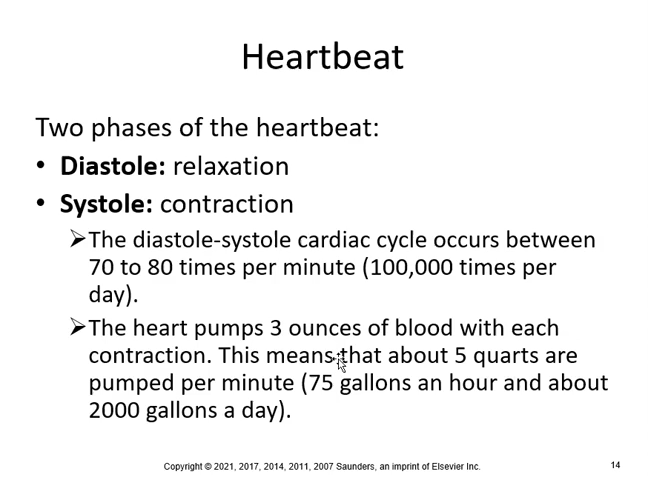 Heartbeat
Two phases of the heartbeat:
• Diastole: relaxation
• Systole: contraction
➢The diastole-systole cardiac cycle occurs between
70 to 80 times per minute (100,000 times per
day).
➢The heart pumps 3 ounces of blood with each
contraction. This means that about 5 quarts are
pumped per minute (75 gallons an hour and about
2000 gallons a day).
Copyright © 2021, 2017, 2014, 2011, 2007 Saunders, an imprint of Elsevier Inc.
14